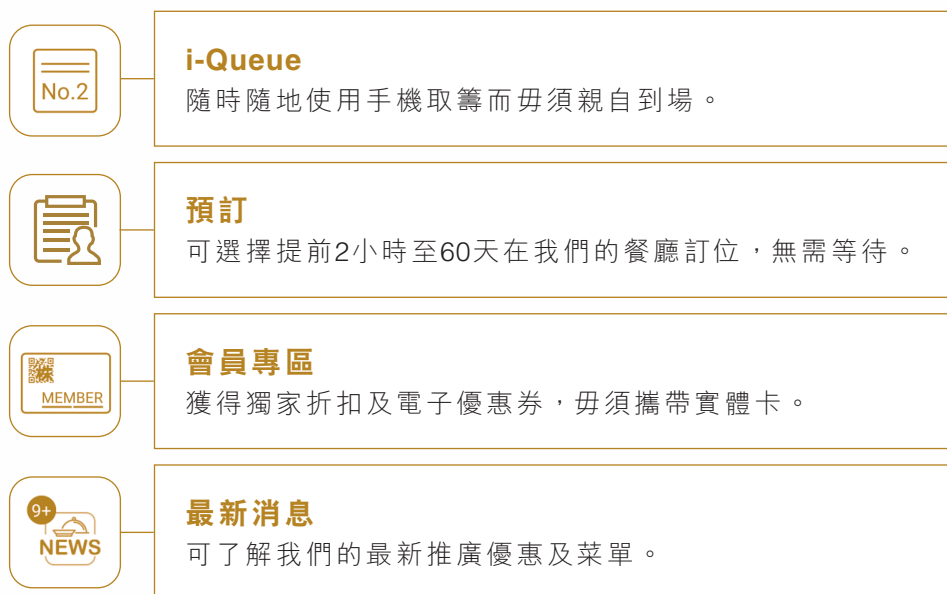 No.2
i-Queue
隨時隨地使用手機取籌而毋須親自到場。
預訂
可選擇提前2小時至60天在我們的餐廳訂位，無需等待。
MEMBER
會員專區
獲得獨家折扣及電子優惠券，毋須攜帶實體卡。
9+
NEWS
最新消息
可了解我們的最新推廣優惠及菜單。